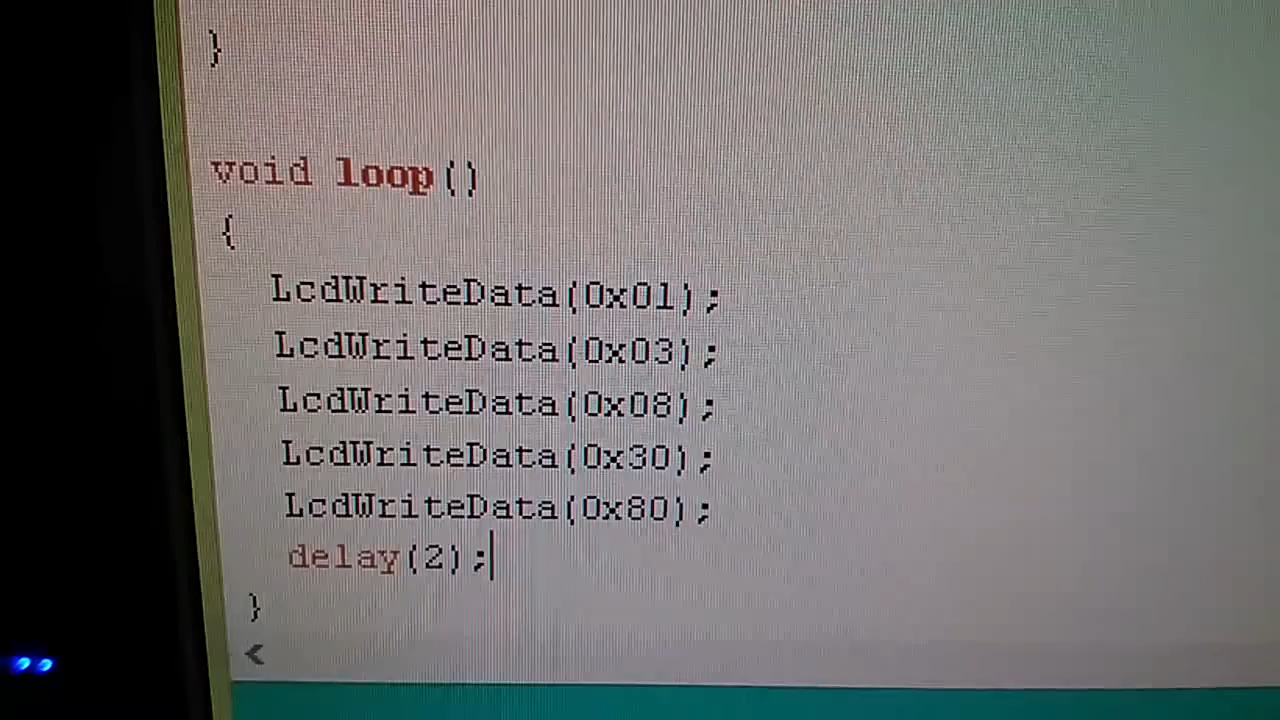 }
void loop()
{
LcdWriteData(0x01);
LcdWriteData(0x03);
LcdWriteData(0x08);
LcdWriteData(0x30);
LcdWriteData(0x80);
delay(2);
}